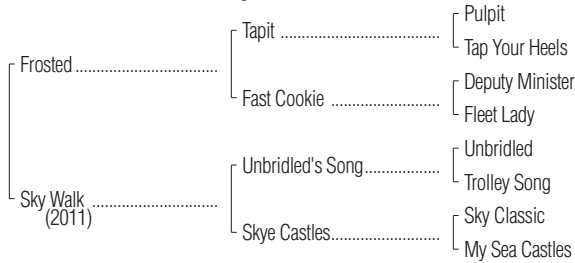 Pulpit
Tapit ..............................
Tap Your Heels
Frosted ...........................
Deputy Minister
Fast Cookie ....................
Fleet Lady
Unbridled
Unbridled's Song..............
Trolley Song
Sky Walk ........................
(2011)
Sky Classic
Skye Castles....................
My Sea Castles